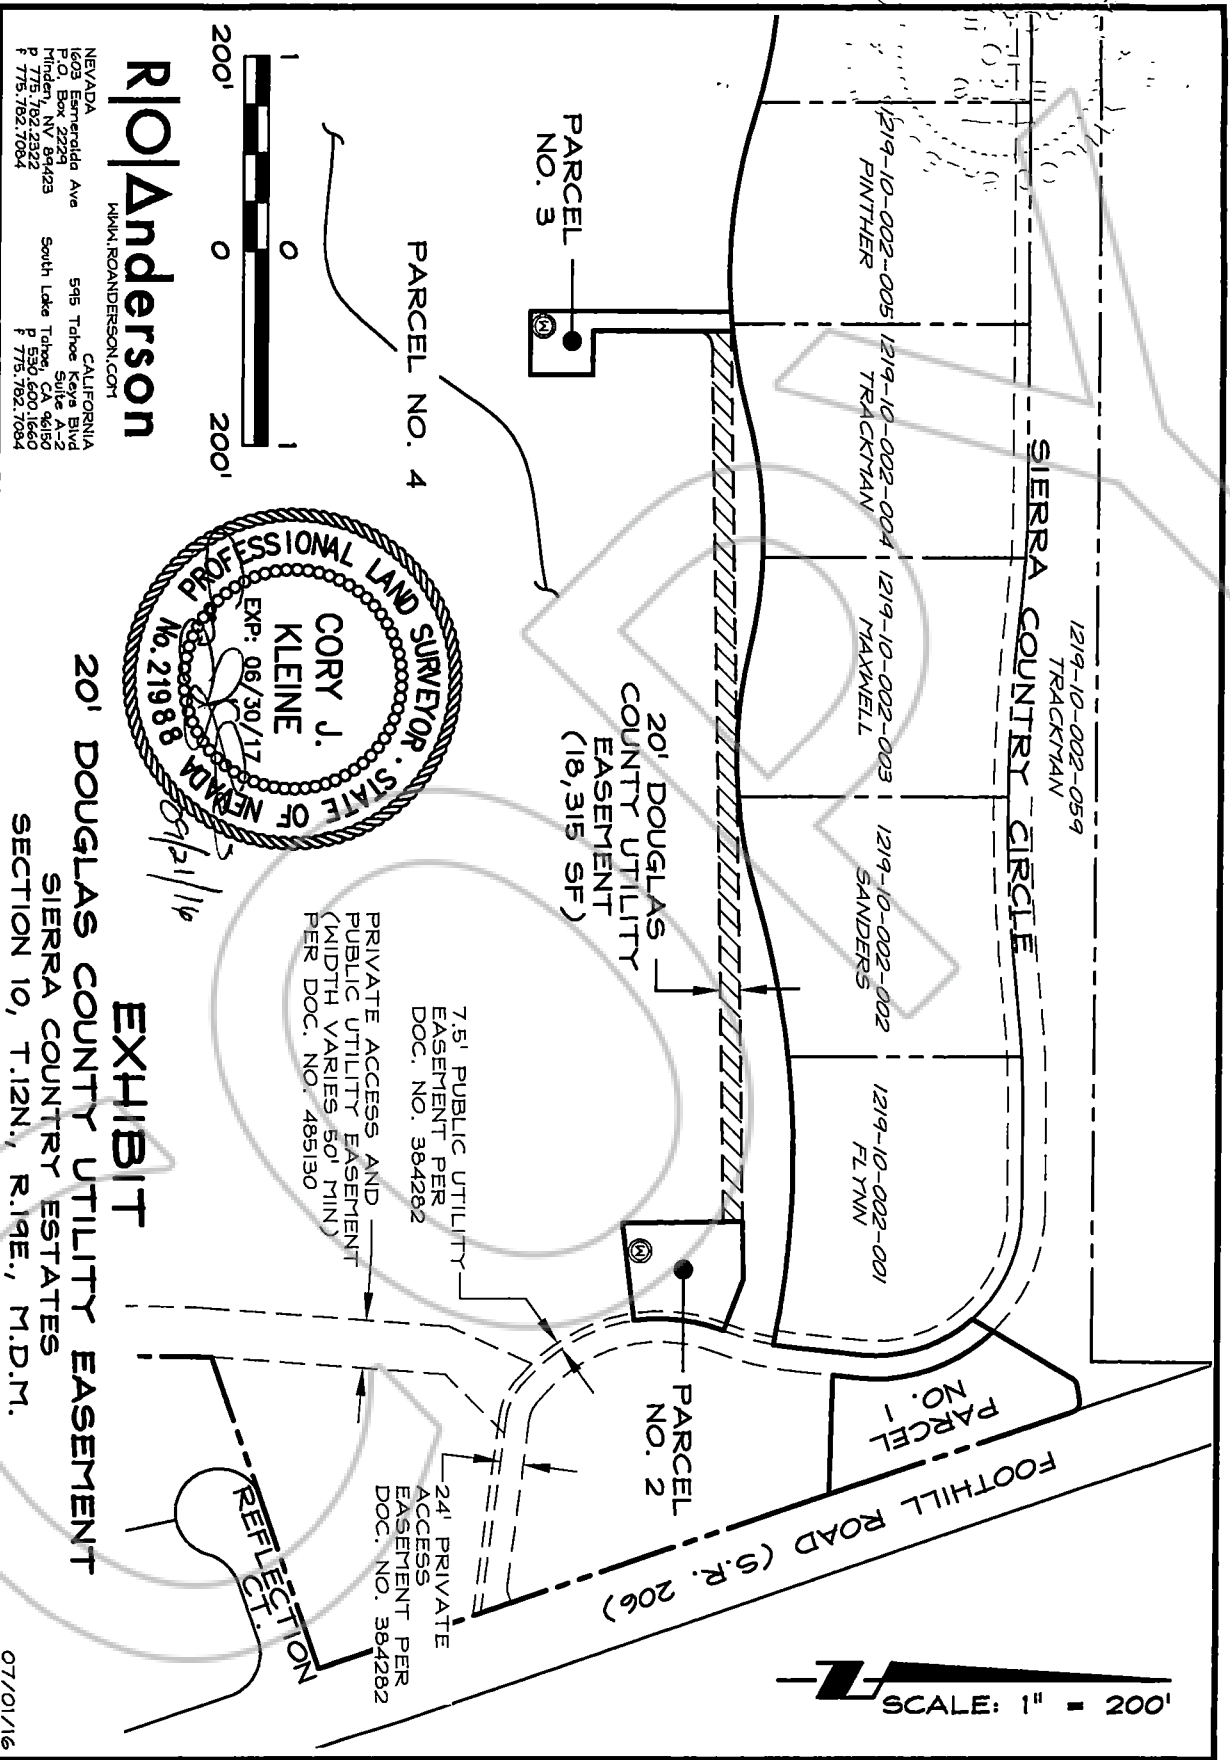 1219-10-002-059
TRACKMAN
SIERRA COUNTRY CIRCLE
1219-10-002-005
PINTHER
1219-10-002-004
TRACKMAN
1219-10-002-003
MAXWELL
1219-10-002-002
SANDERS
1219-10-002-001
FLYNN
PARCEL
NO. 1
FOOTHILL ROAD (S.R. 206)
SCALE: 1" = 200'
PARCEL
NO. 3
W
20' DOUGLAS
COUNTY UTILITY
EASEMENT
(18,315 SF)
W
PARCEL
NO. 2
PARCEL NO. 4
7.5' PUBLIC UTILITY
EASEMENT PER
DOC. NO. 384282
PRIVATE ACCESS AND
PUBLIC UTILITY EASEMENT
(WIDTH VARIES 50' MIN)
PER DOC. NO. 485130
24' PRIVATE
ACCESS
EASEMENT PER
DOC. NO. 384282
REFLECTION
CT.
1 0 1
200' 0 200'
R|O|Anderson
WWW.ROANDERSON.COM
NEVADA
1603 Esmeralda Ave
P.O. Box 2229
Minden, NV 89423
P 775.782.2322
F 775.782.7084
CALIFORNIA
595 Tahoe Keys Blvd
Suite A-2
South Lake Tahoe, CA 96150
P 530.600.1660
F 775.782.7084
PROFESSIONAL LAND SURVEYOR · STATE OF NEVADA
CORY J.
KLEINE
EXP: 06/30/17
No. 21988
09/21/16
EXHIBIT
20' DOUGLAS COUNTY UTILITY EASEMENT
SIERRA COUNTRY ESTATES
SECTION 10, T.12N., R.19E., M.D.M.
07/01/16
COPY